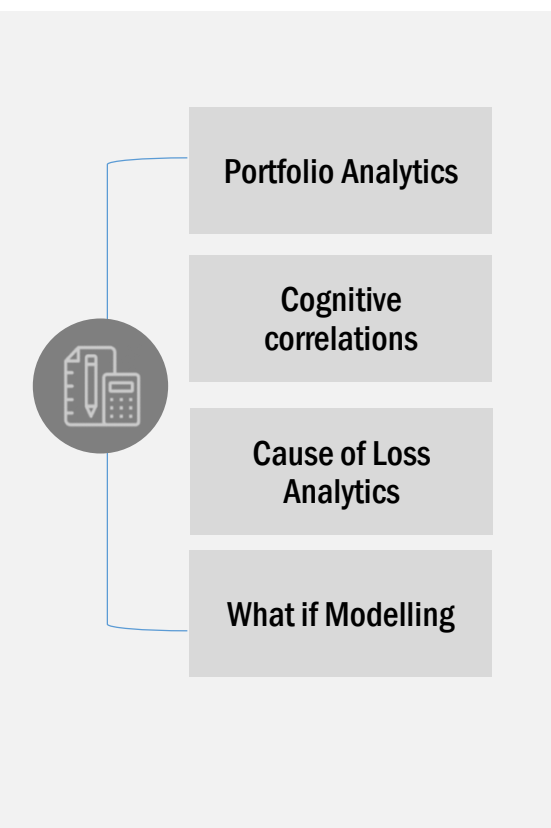 Portfolio Analytics
Cognitive
correlations
Cause of Loss
Analytics
What if Modelling